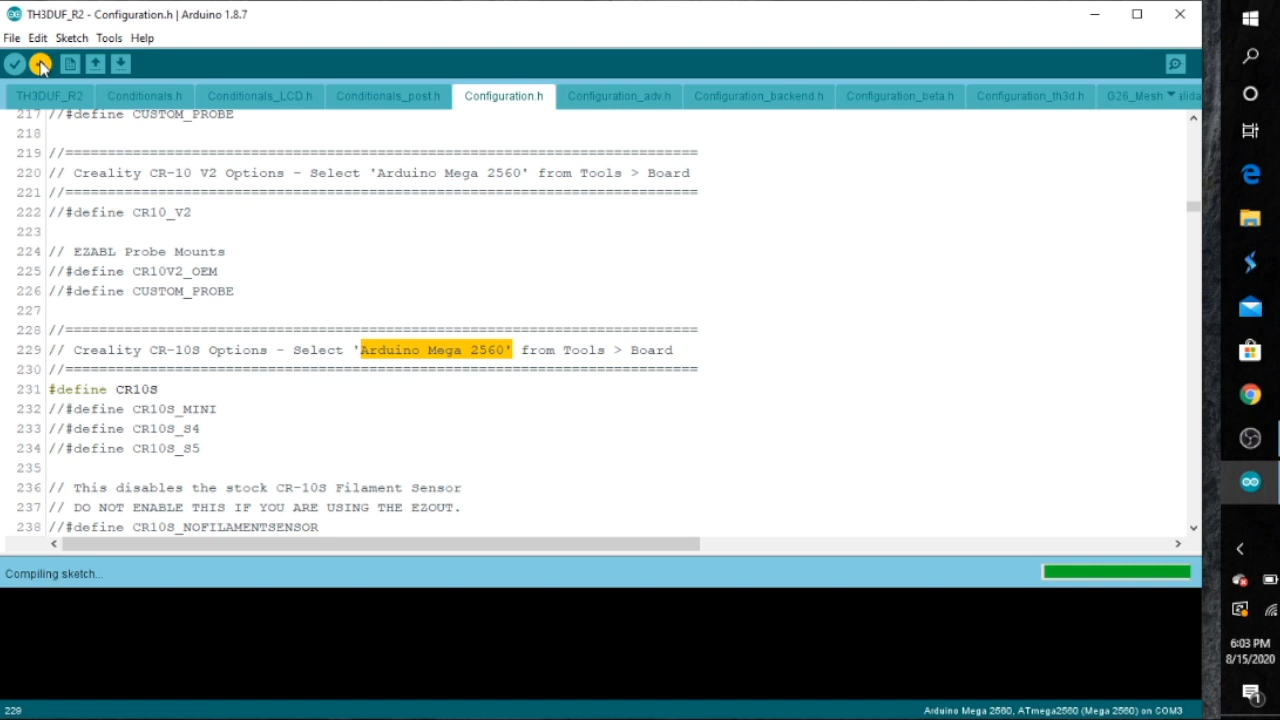 TH3DUF_R2 - Configuration.h | Arduino 1.8.7
File Edit Sketch Tools Help
TH3DUF_R2 Conditionals.h Conditionals_LCD.h Conditionals_post.h Configuration.h Configuration_adv.h Configuration_backend.h Configuration_beta.h Configuration_th3d.h G26_Mesh
217 //#define CUSTOM_PROBE
218
219 //===========================================================================
220 // Creality CR-10 V2 Options - Select 'Arduino Mega 2560' from Tools > Board
221 //===========================================================================
222 //#define CR10_V2
223
224 // EZABL Probe Mounts
225 //#define CR10V2_OEM
226 //#define CUSTOM_PROBE
227
228 //===========================================================================
229 // Creality CR-10S Options - Select 'Arduino Mega 2560' from Tools > Board
230 //===========================================================================
231 #define CR10S
232 //#define CR10S_MINI
233 //#define CR10S_S4
234 //#define CR10S_S5
235
236 // This disables the stock CR-10S Filament Sensor
237 // DO NOT ENABLE THIS IF YOU ARE USING THE EZOUT.
238 //#define CR10S_NOFILAMENTSENSOR
Compiling sketch...
229
Arduino Mega 2560, ATmega2560 (Mega 2560) on COM3
6:03 PM
8/15/2020
1